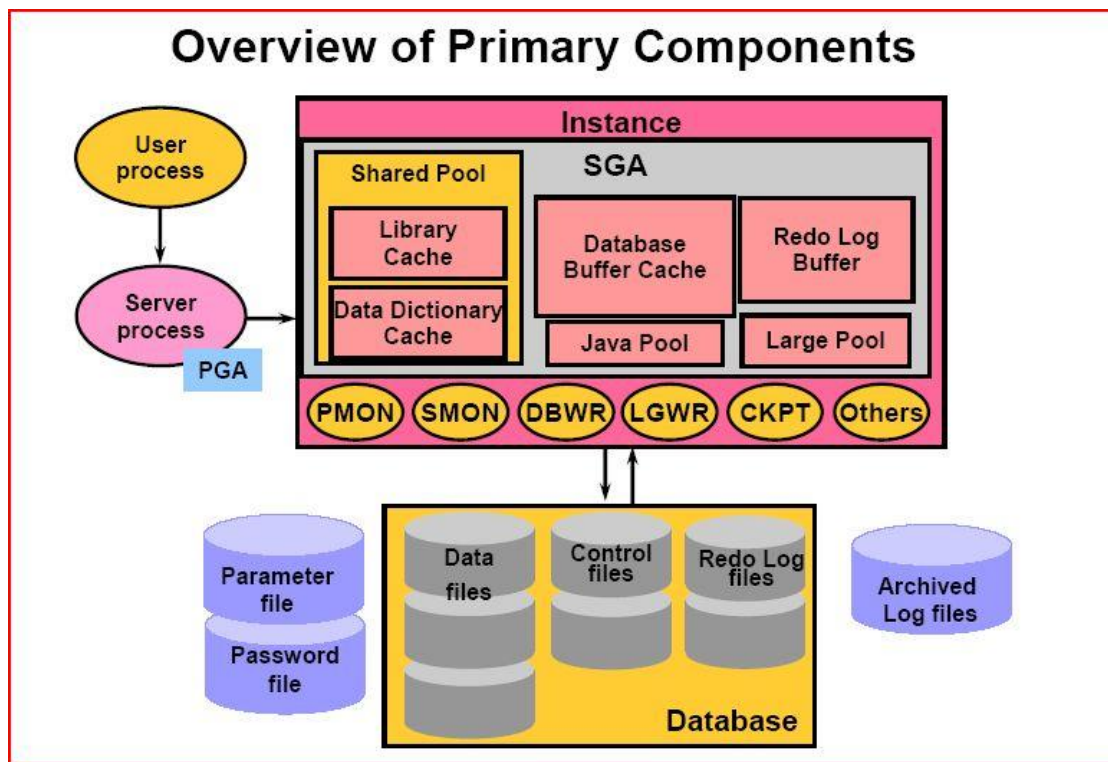 Overview of Primary Components
User
process
Server
process
PGA
Instance
SGA
Shared Pool
Library
Cache
Data Dictionary
Cache
Database
Buffer Cache
Redo Log
Buffer
Java Pool
Large Pool
PMON
SMON
DBWR
LGWR
CKPT
Others
Parameter
file
Password
file
Data
files
Control
files
Redo Log
files
Database
Archived
Log files